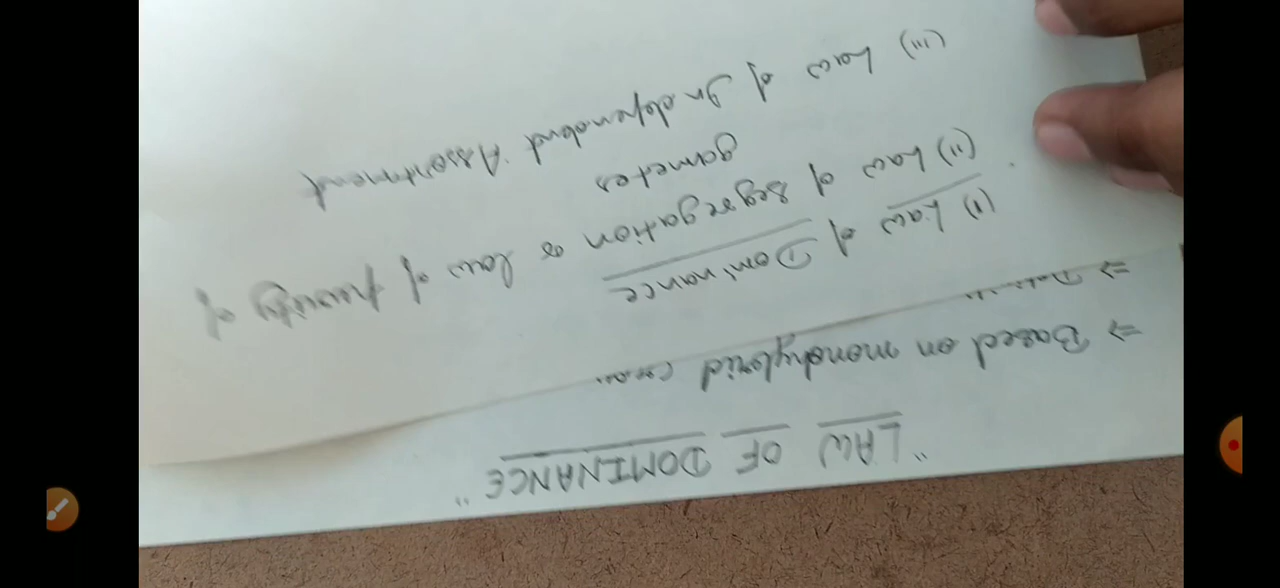 "LAW OF DOMINANCE"
⇒ Based on monohybrid
⇒
(i) Law of Dominance
(ii) Law of segregation or law of purity of
gametes
(iii) Law of Independent Assortment